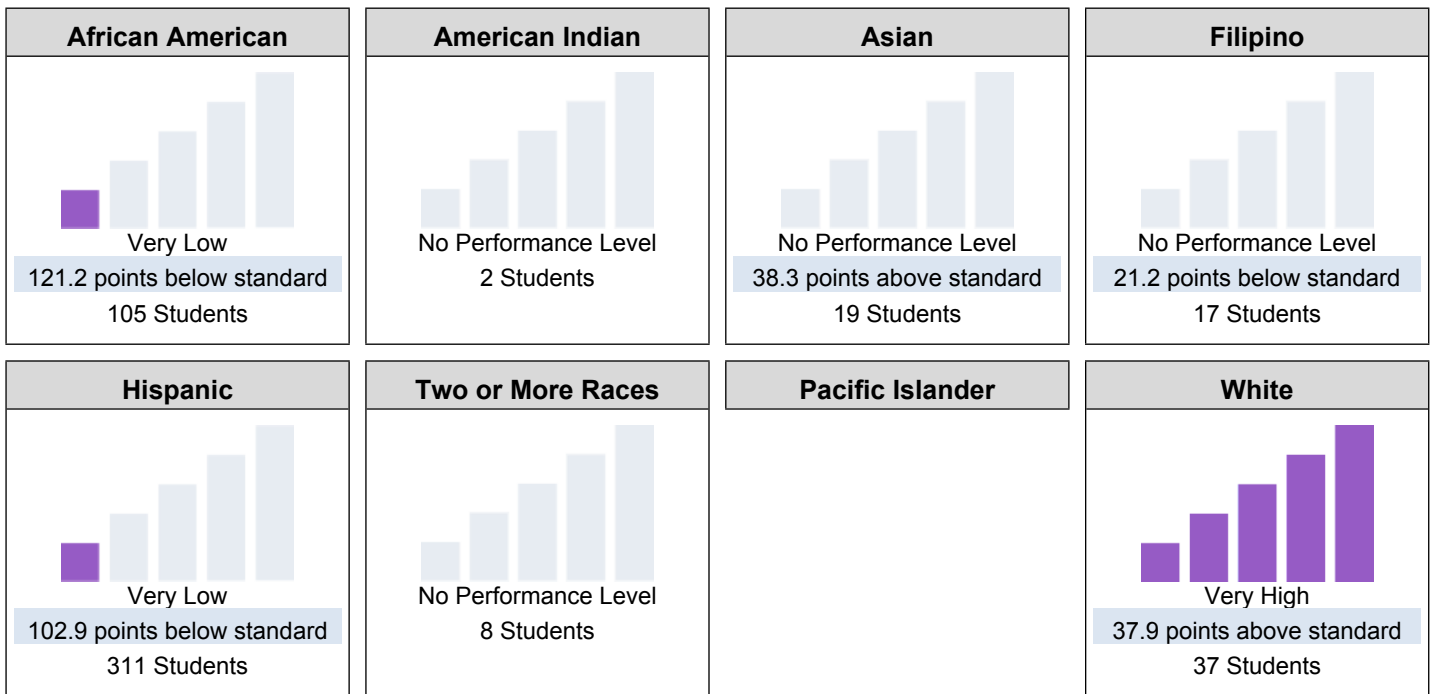 African American
Very Low
121.2 points below standard
105 Students
American Indian
No Performance Level
2 Students
Asian
No Performance Level
38.3 points above standard
19 Students
Filipino
No Performance Level
21.2 points below standard
17 Students
Hispanic
Very Low
102.9 points below standard
311 Students
Two or More Races
No Performance Level
8 Students
Pacific Islander
White
Very High
37.9 points above standard
37 Students